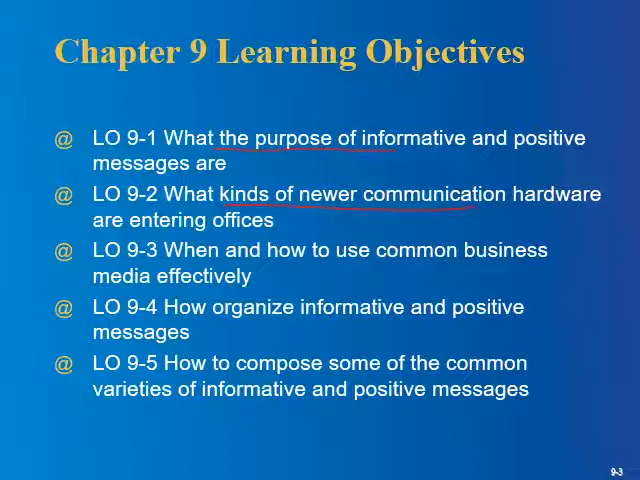 Chapter 9 Learning Objectives
@ LO 9-1 What the purpose of informative and positive
messages are
@ LO 9-2 What kinds of newer communication hardware
are entering offices
@ LO 9-3 When and how to use common business
media effectively
@ LO 9-4 How organize informative and positive
messages
@ LO 9-5 How to compose some of the common
varieties of informative and positive messages
9-3